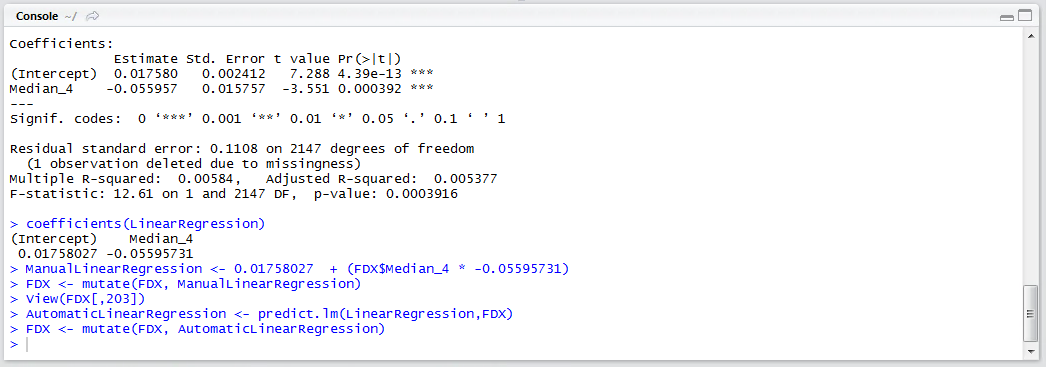 Console ~/
Coefficients:
            Estimate Std. Error t value Pr(>|t|)
(Intercept)  0.017580   0.002412   7.288 4.39e-13 ***
Median_4    -0.055957   0.015757  -3.551 0.000392 ***
---
Signif. codes:  0 ‘***’ 0.001 ‘**’ 0.01 ‘*’ 0.05 ‘.’ 0.1 ‘ ’ 1
Residual standard error: 0.1108 on 2147 degrees of freedom
  (1 observation deleted due to missingness)
Multiple R-squared:  0.00584,	Adjusted R-squared:  0.005377
F-statistic: 12.61 on 1 and 2147 DF,  p-value: 0.0003916
> coefficients(LinearRegression)
(Intercept)    Median_4
 0.01758027 -0.05595731
> ManualLinearRegression <- 0.01758027  + (FDX$Median_4 * -0.05595731)
> FDX <- mutate(FDX, ManualLinearRegression)
> View(FDX[,203])
> AutomaticLinearRegression <- predict.lm(LinearRegression,FDX)
> FDX <- mutate(FDX, AutomaticLinearRegression)
>